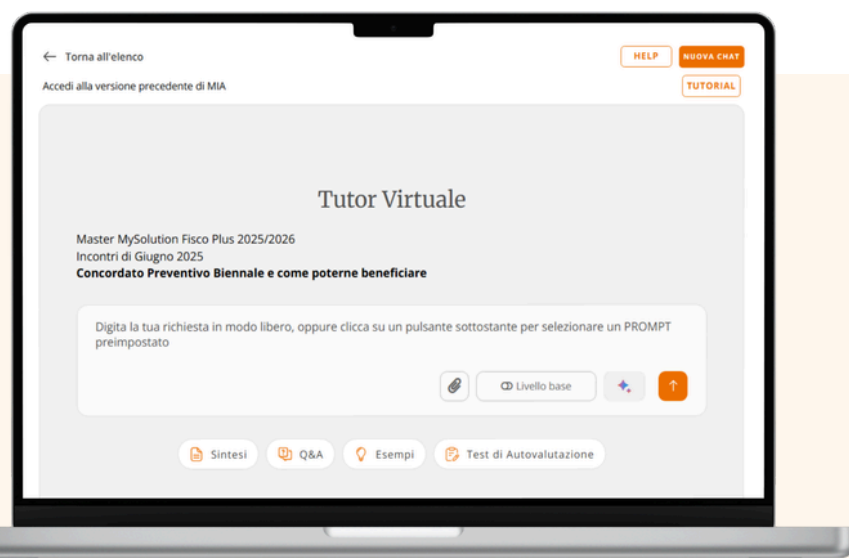 Torna all'elenco
HELP
NUOVA CHAT
Accedi alla versione precedente di MIA
TUTORIAL
Tutor Virtuale
Master MySolution Fisco Plus 2025/2026
Incontri di Giugno 2025
Concordato Preventivo Biennale e come poterne beneficiare
Digita la tua richiesta in modo libero, oppure clicca su un pulsante sottostante per selezionare un PROMPT
preimpostato
Livello base
Sintesi
Q&A
Esempi
Test di Autovalutazione